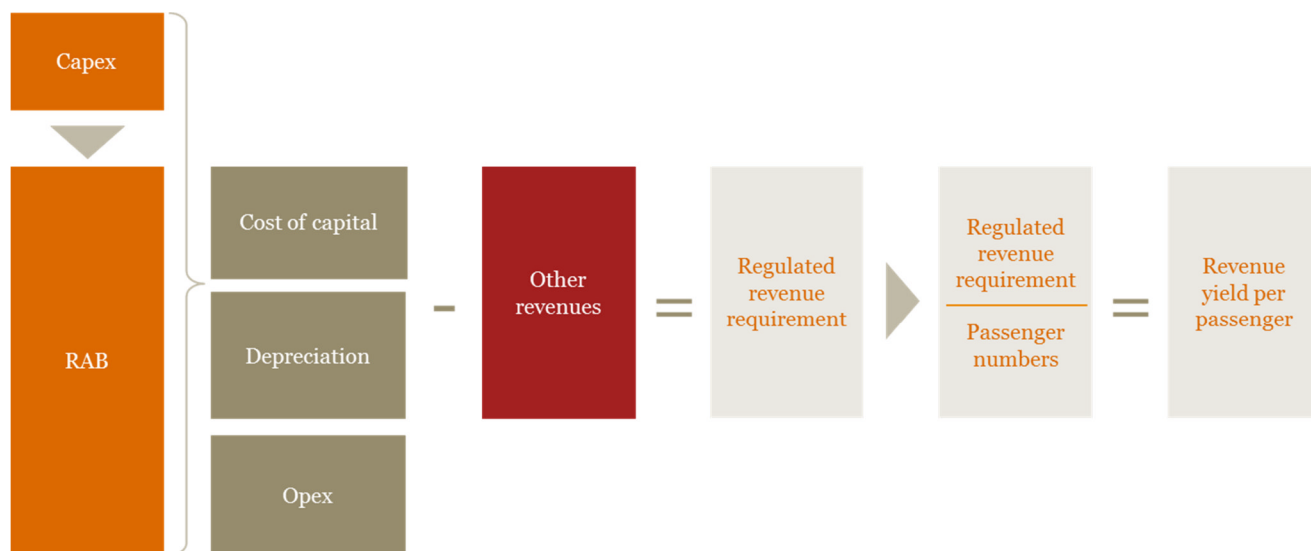 Capex
RAB
Cost of capital
Depreciation
Opex
-
Other
revenues
=
Regulated
revenue
requirement
Regulated
revenue
requirement
Passenger
numbers
=
Revenue
yield per
passenger